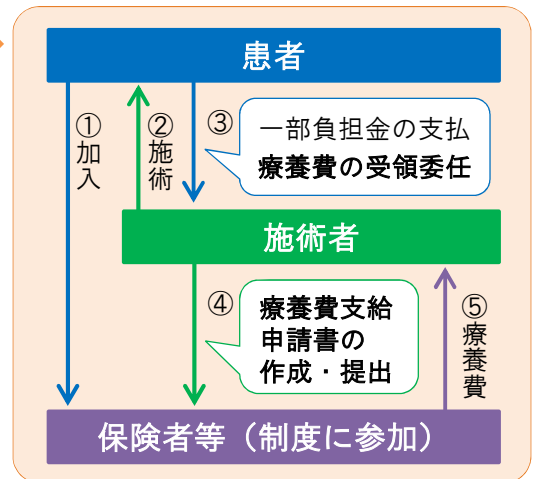 患者
①加入
②施術
③
一部負担金の支払
療養費の受領委任
施術者
④
療養費支給
申請書の
作成・提出
⑤療養費
保険者等（制度に参加）